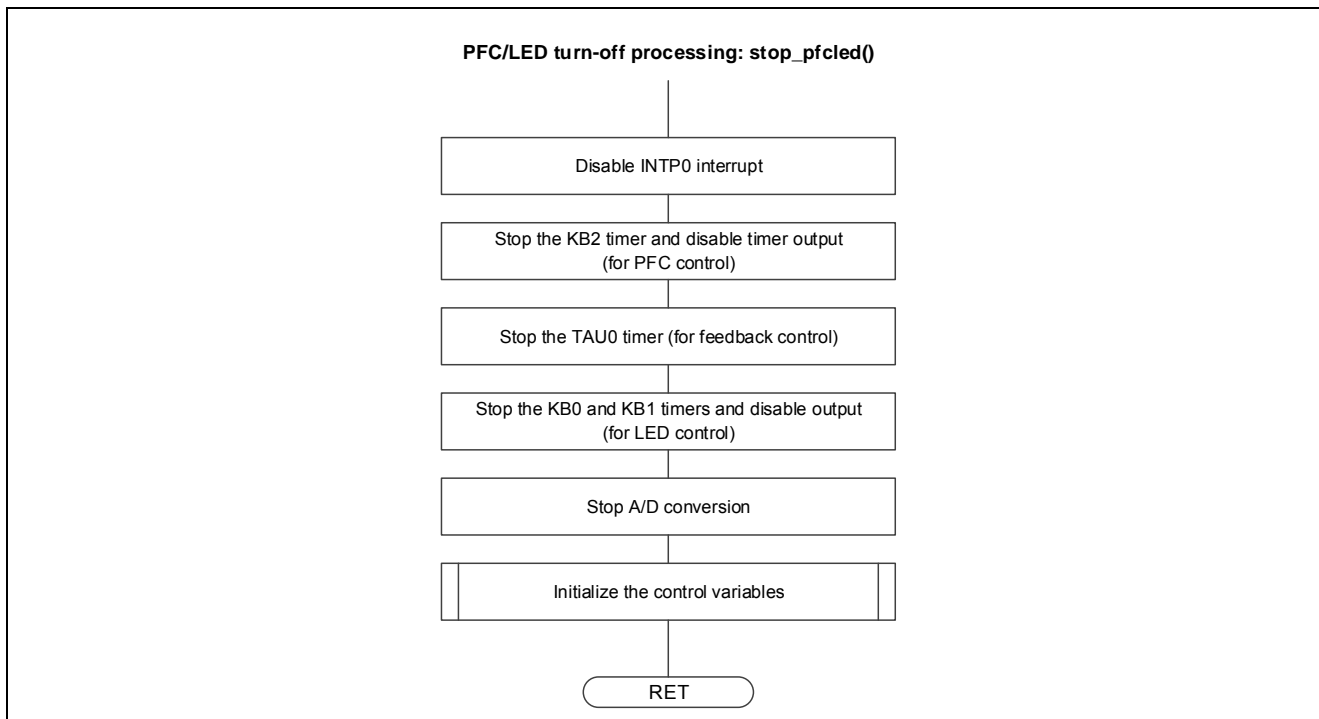 PFC/LED turn-off processing: stop_pfcled()
Disable INTP0 interrupt
Stop the KB2 timer and disable timer output
(for PFC control)
Stop the TAU0 timer (for feedback control)
Stop the KB0 and KB1 timers and disable output
(for LED control)
Stop A/D conversion
Initialize the control variables
RET